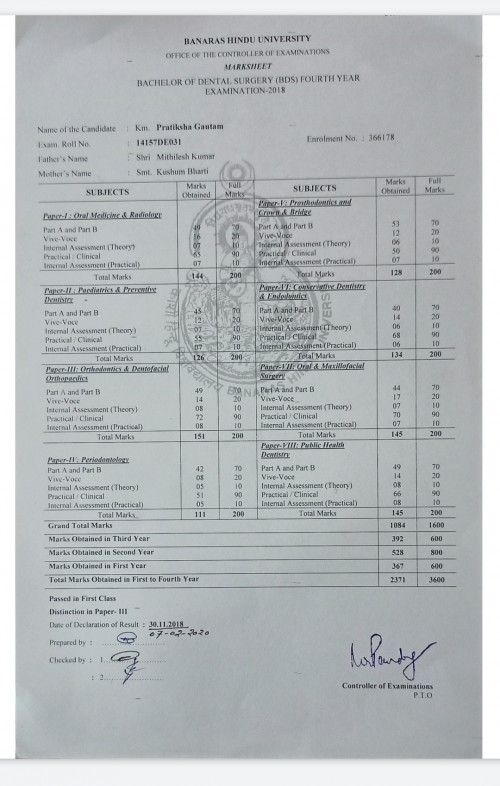 BANARAS HINDU UNIVERSITY
OFFICE OF THE CONTROLLER OF EXAMINATIONS
MARKSHEET
BACHELOR OF DENTAL SURGERY (BDS) FOURTH YEAR
EXAMINATION-2018
Name of the Candidate : Km. Pratiksha Gautam
Exam. Roll No. : 14157DE031 Enrolment No. : 366178
Father's Name : Shri Mithilesh Kumar
Mother's Name : Smt. Kushum Bharti
SUBJECTS Marks Obtained Full Marks
Paper-I : Oral Medicine & Radiology
Part A and Part B 49 70
Vive-Voce 16 20
Internal Assessment (Theory) 07 10
Practical / Clinical 65 90
Internal Assessment (Practical) 07 10
Total Marks 144 200
Paper-II : Paediatrics & Preventive
Dentistry
Part A and Part B 45 70
Vive-Voce 12 20
Internal Assessment (Theory) 07 10
Practical / Clinical 55 90
Internal Assessment (Practical) 07 10
Total Marks 126 200
Paper-III: Orthodontics & Dentofacial
Orthopaedics
Part A and Part B 49 70
Vive-Voce 14 20
Internal Assessment (Theory) 08 10
Practical / Clinical 72 90
Internal Assessment (Practical) 08 10
Total Marks 151 200
Paper-IV: Periodontology
Part A and Part B 42 70
Vive-Voce 08 20
Internal Assessment (Theory) 05 10
Practical / Clinical 51 90
Internal Assessment (Practical) 05 10
Total Marks 111 200
SUBJECTS Marks Obtained Full Marks
Paper-V: Prosthodontics and
Crown & Bridge
Part A and Part B 53 70
Vive-Voce 12 20
Internal Assessment (Theory) 06 10
Practical / Clinical 50 90
Internal Assessment (Practical) 07 10
Total Marks 128 200
Paper-VI: Conservative Dentistry
& Endodontics
Part A and Part B 40 70
Vive-Voce 14 20
Internal Assessment (Theory) 06 10
Practical / Clinical 68 90
Internal Assessment (Practical) 06 10
Total Marks 134 200
Paper-VII: Oral & Maxillofacial
Surgery
Part A and Part B 44 70
Vive-Voce 17 20
Internal Assessment (Theory) 07 10
Practical / Clinical 70 90
Internal Assessment (Practical) 07 10
Total Marks 145 200
Paper-VIII: Public Health
Dentistry
Part A and Part B 49 70
Vive-Voce 14 20
Internal Assessment (Theory) 08 10
Practical / Clinical 66 90
Internal Assessment (Practical) 08 10
Total Marks 145 200
Grand Total Marks 1084 1600
Marks Obtained in Third Year 392 600
Marks Obtained in Second Year 528 800
Marks Obtained in First Year 367 600
Total Marks Obtained in First to Fourth Year 2371 3600
Passed in First Class
Distinction in Paper- III
Date of Declaration of Result : 30.11.2018
07-02-2020
Prepared by :
Checked by : 1.
: 2.
Controller of Examinations
P.T.O